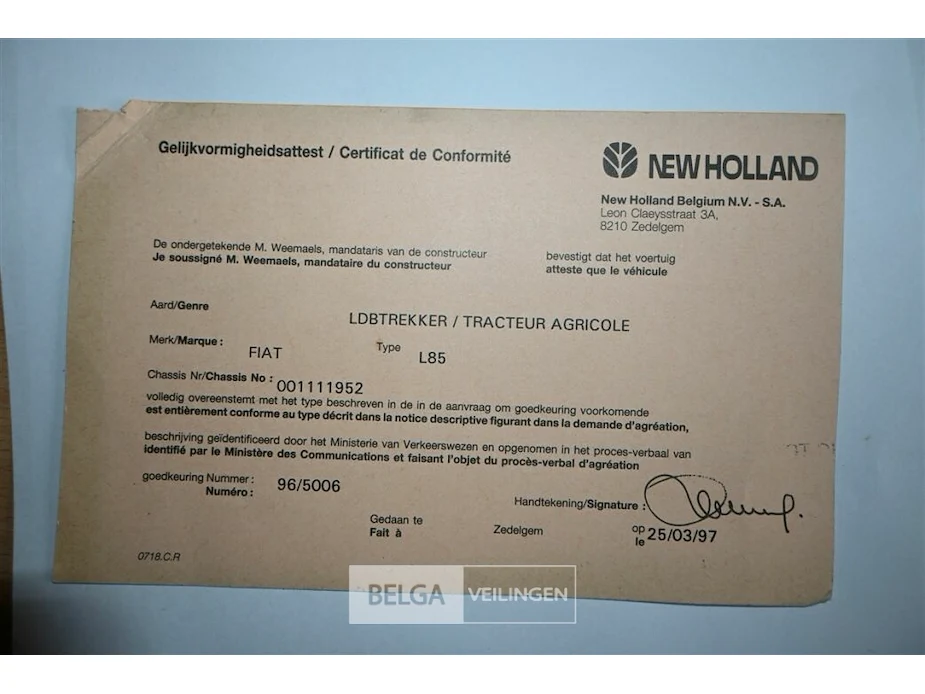 Gelijkvormigheidsattest / Certificat de Conformité
NEW HOLLAND
New Holland Belgium N.V. - S.A.
Leon Claeysstraat 3A,
8210 Zedelgem
De ondergetekende M. Weemaels, mandataris van de constructeur bevestigt dat het voertuig
Je soussigné M. Weemaels, mandataire du constructeur atteste que le véhicule
Aard/Genre
LDBTREKKER / TRACTEUR AGRICOLE
Merk/Marque : FIAT Type L85
Chassis Nr/Chassis No : 001111952
volledig overeenstemt met het type beschreven in de in de aanvraag om goedkeuring voorkomende
est entièrement conforme au type décrit dans la notice descriptive figurant dans la demande d'agréation,
beschrijving geïdentificeerd door het Ministerie van Verkeerswezen en opgenomen in het proces-verbaal van
identifié par le Ministère des Communications et faisant l'objet du procès-verbal d'agréation
goedkeuring Nummer :
Numéro : 96/5006
Handtekening/Signature :
Gedaan te Zedelgem op
Fait à le 25/03/97
0718.C.R
BELGA VEILINGEN